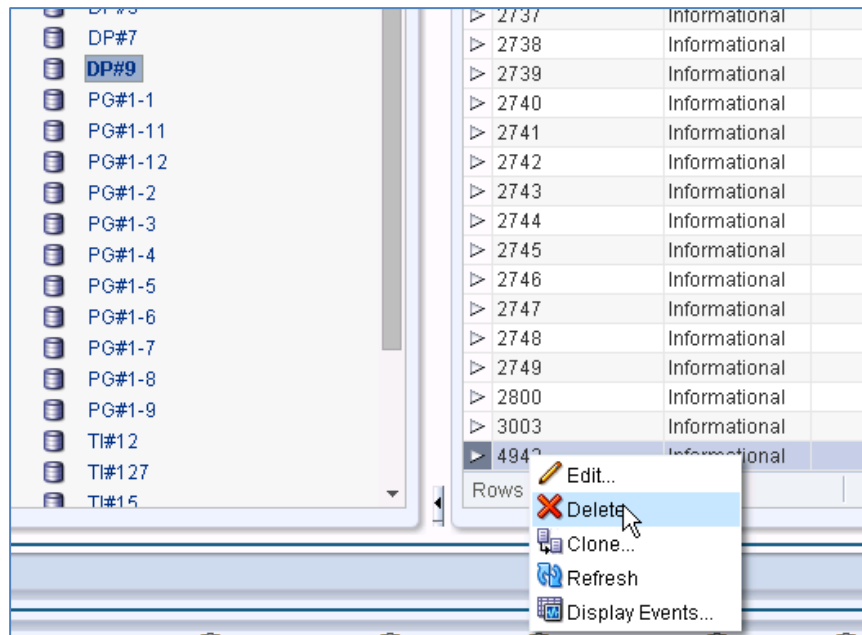 DP#7
DP#9
PG#1-1
PG#1-11
PG#1-12
PG#1-2
PG#1-3
PG#1-4
PG#1-5
PG#1-6
PG#1-7
PG#1-8
PG#1-9
TI#12
TI#127
TI#15
2737 Informational
2738 Informational
2739 Informational
2740 Informational
2741 Informational
2742 Informational
2743 Informational
2744 Informational
2745 Informational
2746 Informational
2747 Informational
2748 Informational
2749 Informational
2800 Informational
3003 Informational
Informational
Rows
Edit...
Delete
Clone...
Refresh
Display Events...